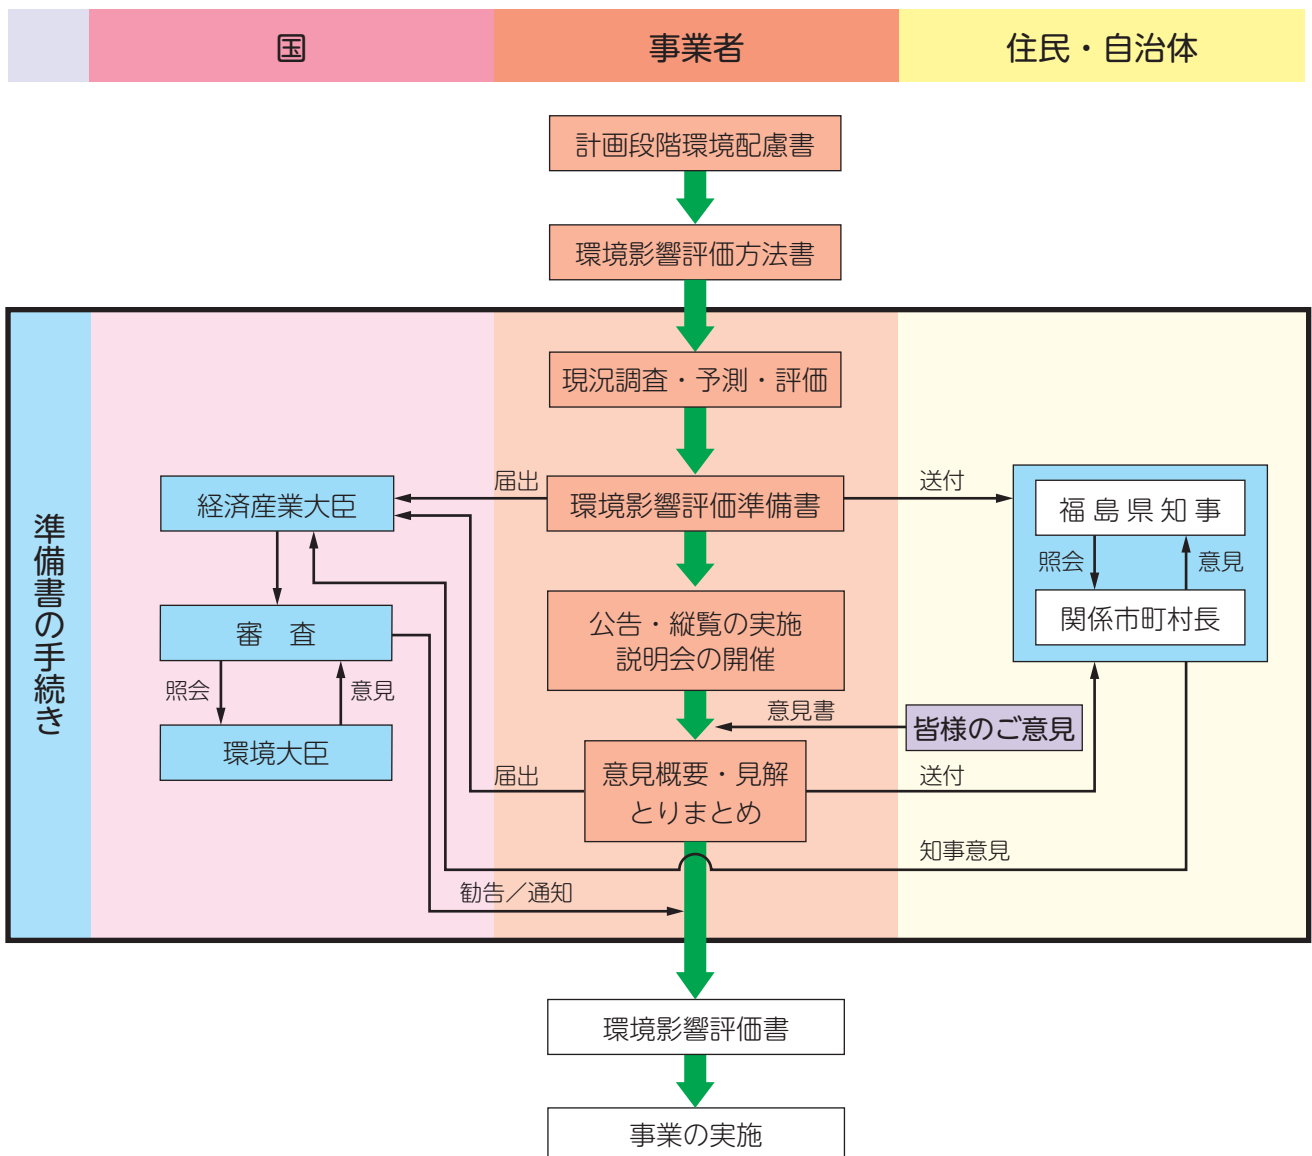 国
事業者
住民・自治体
計画段階環境配慮書
環境影響評価方法書
準備書の手続き
現況調査・予測・評価
届出
送付
経済産業大臣
環境影響評価準備書
福島県知事
照会
意見
関係市町村長
審　査
公告・縦覧の実施
説明会の開催
照会
意見
意見書
皆様のご意見
環境大臣
届出
意見概要・見解
とりまとめ
送付
知事意見
勧告／通知
環境影響評価書
事業の実施